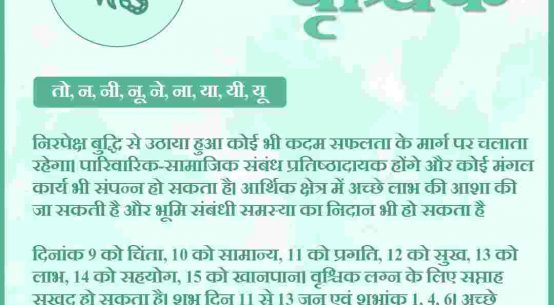 वृश्चिक
तो, न, नी, नू, ने, ना, या, यी, यू
निरपेक्ष बुद्धि से उठाया हुआ कोई भी कदम सफलता के मार्ग पर चलाता
रहेगा। पारिवारिक-सामाजिक संबंध प्रतिष्ठादायक होंगे और कोई मंगल
कार्य भी संपन्न हो सकता है। आर्थिक क्षेत्र में अच्छे लाभ की आशा की
जा सकती है और भूमि संबंधी समस्या का निदान भी हो सकता है
दिनांक 9 को चिंता, 10 को सामान्य, 11 को प्रगति, 12 को सुख, 13 को
लाभ, 14 को सहयोग, 15 को खानपान। वृश्चिक लग्न के लिए सप्ताह
सुखद हो सकता है। शुभ दिन 11 से 13 जून एवं शुभांक 1, 4, 6। अच्छे